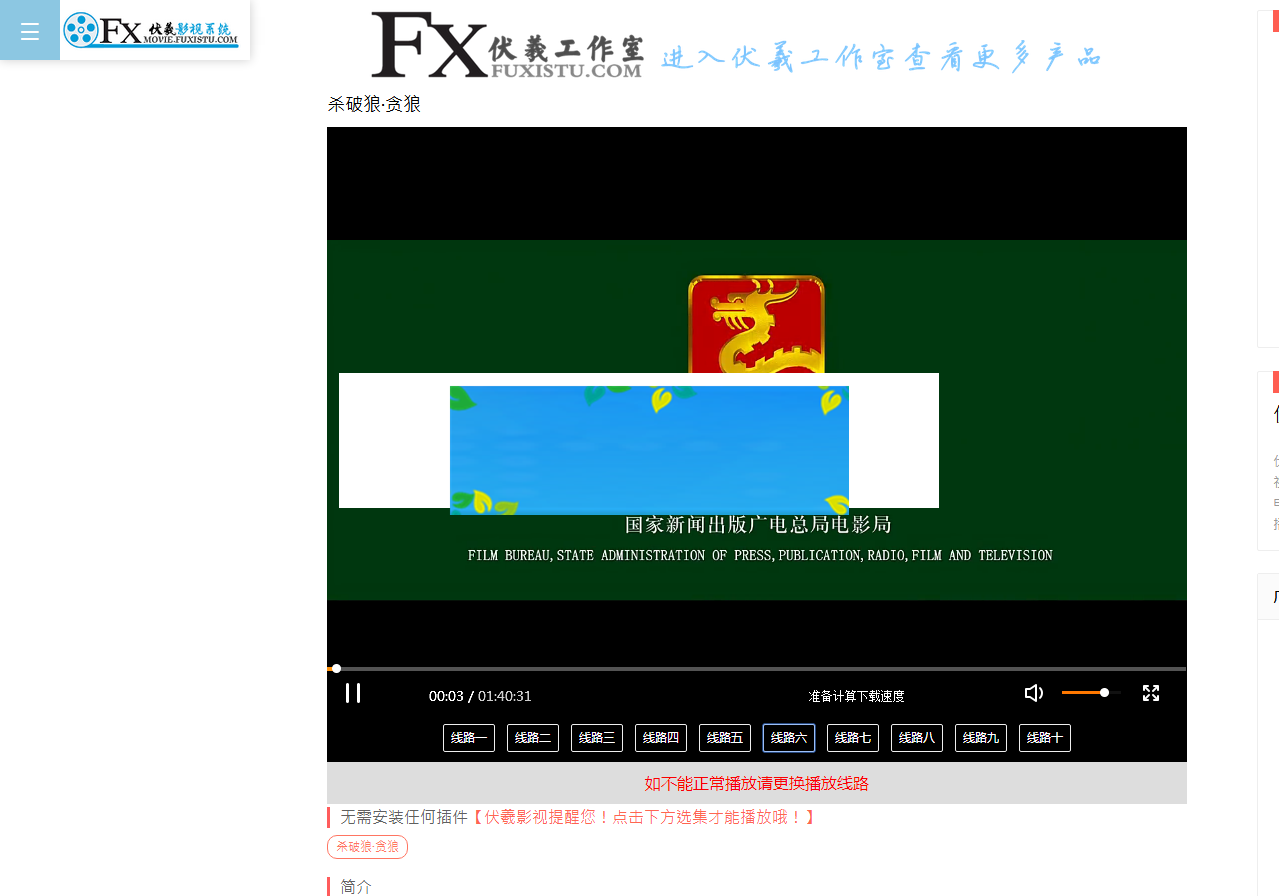 FX 伏羲影视系统
MOVIE.FUXISTU.COM
FX 伏羲工作室
FUXISTU.COM
进入伏羲工作室查看更多产品
杀破狼·贪狼
国家新闻出版广电总局电影局
FILM BUREAU,STATE ADMINISTRATION OF PRESS,PUBLICATION,RADIO,FILM AND TELEVISION
00:03 / 01:40:31
准备计算下载速度
线路一 线路二 线路三 线路四 线路五 线路六 线路七 线路八 线路九 线路十
如不能正常播放请更换播放线路
无需安装任何插件【伏羲影视提醒您！点击下方选集才能播放哦！】
杀破狼·贪狼
简介